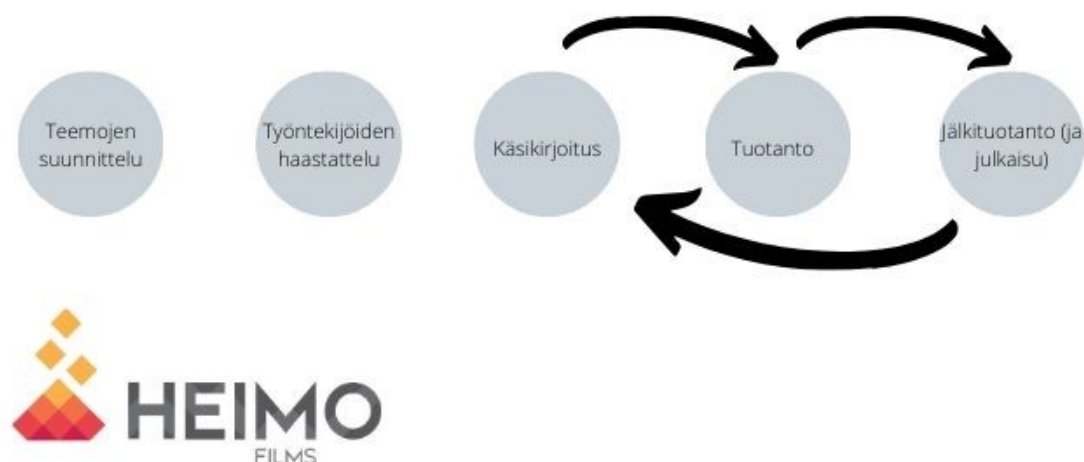 Teemojen
suunnittelu
Työntekijöiden
haastattelu
Käsikirjoitus
Tuotanto
Jälkituotanto (ja
julkaisu)
HEIMO
FILMS